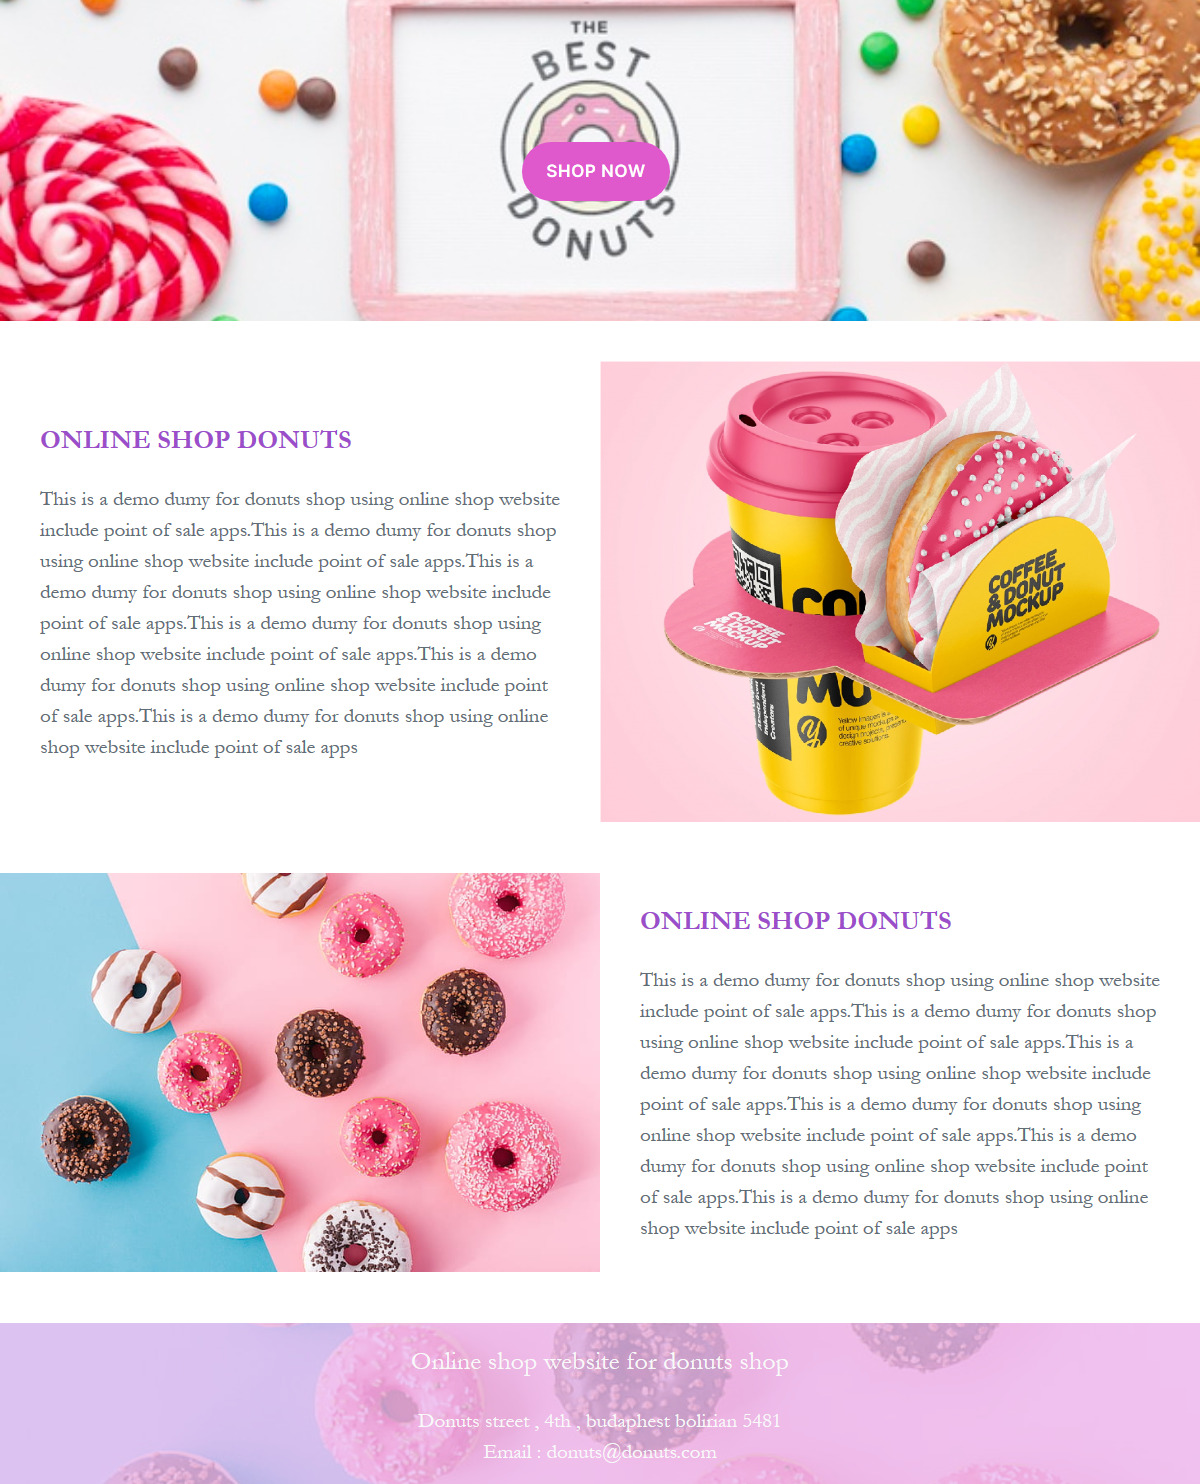 THE
BEST
SHOP NOW
DONUTS
ONLINE SHOP DONUTS
This is a demo dumy for donuts shop using online shop website
include point of sale apps.This is a demo dumy for donuts shop
using online shop website include point of sale apps.This is a
demo dumy for donuts shop using online shop website include
point of sale apps.This is a demo dumy for donuts shop using
online shop website include point of sale apps.This is a demo
dumy for donuts shop using online shop website include point
of sale apps.This is a demo dumy for donuts shop using online
shop website include point of sale apps
COFFEE
& DONUT
MOCKUP
COFFEE
& DONUT
MOCKUP
Yellow Images is a
of unique mockups
design projects, present
creative solutions.
Independent
Creators
ONLINE SHOP DONUTS
This is a demo dumy for donuts shop using online shop website
include point of sale apps.This is a demo dumy for donuts shop
using online shop website include point of sale apps.This is a
demo dumy for donuts shop using online shop website include
point of sale apps.This is a demo dumy for donuts shop using
online shop website include point of sale apps.This is a demo
dumy for donuts shop using online shop website include point
of sale apps.This is a demo dumy for donuts shop using online
shop website include point of sale apps
Online shop website for donuts shop
Donuts street , 4th , budaphest bolirian 5481
Email : donuts@donuts.com